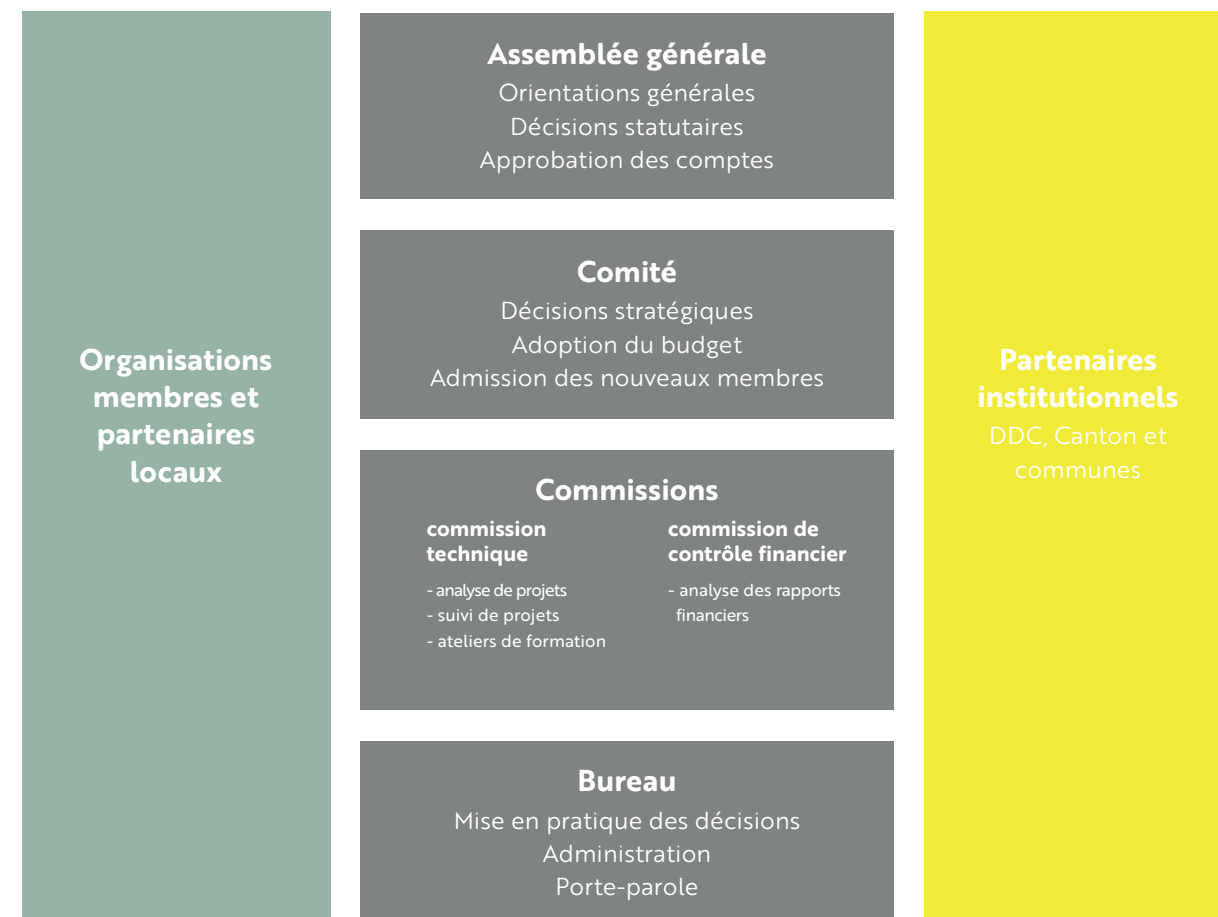 Organisations
membres et
partenaires
locaux
Assemblée générale
Orientations générales
Décisions statutaires
Approbation des comptes
Comité
Décisions stratégiques
Adoption du budget
Admission des nouveaux membres
Commissions
commission
technique
- analyse de projets
- suivi de projets
- ateliers de formation
commission de
contrôle financier
- analyse des rapports
financiers
Bureau
Mise en pratique des décisions
Administration
Porte-parole
Partenaires
institutionnels
DDC, Canton et
communes